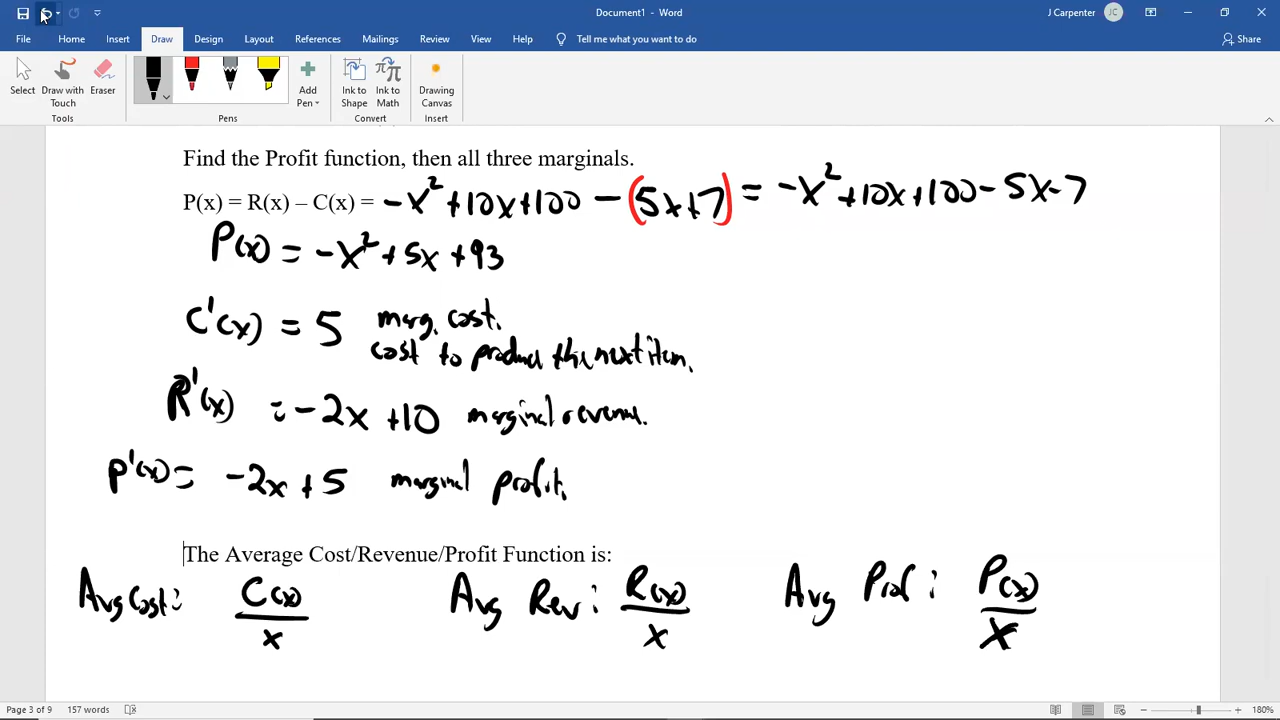 Document1 - Word
J Carpenter JC
File Home Insert Draw Design Layout References Mailings Review View Help Tell me what you want to do Share
Select Draw with Touch Eraser Add Pen Ink to Shape Ink to Math Drawing Canvas
Tools Pens Convert Insert
Find the Profit function, then all three marginals.
P(x) = R(x) – C(x) = -x² + 10x + 100 - (5x + 7) = -x² + 10x + 100 - 5x - 7
P(x) = -x² + 5x + 93
C'(x) = 5 marg. cost.
cost to produce the next item.
R'(x) = -2x + 10 marginal revenue.
P'(x) = -2x + 5 marginal profit.
The Average Cost/Revenue/Profit Function is:
Avg Cost: C(x)/x Avg Rev: R(x)/x Avg Prof: P(x)/x
Page 3 of 9 157 words 180%